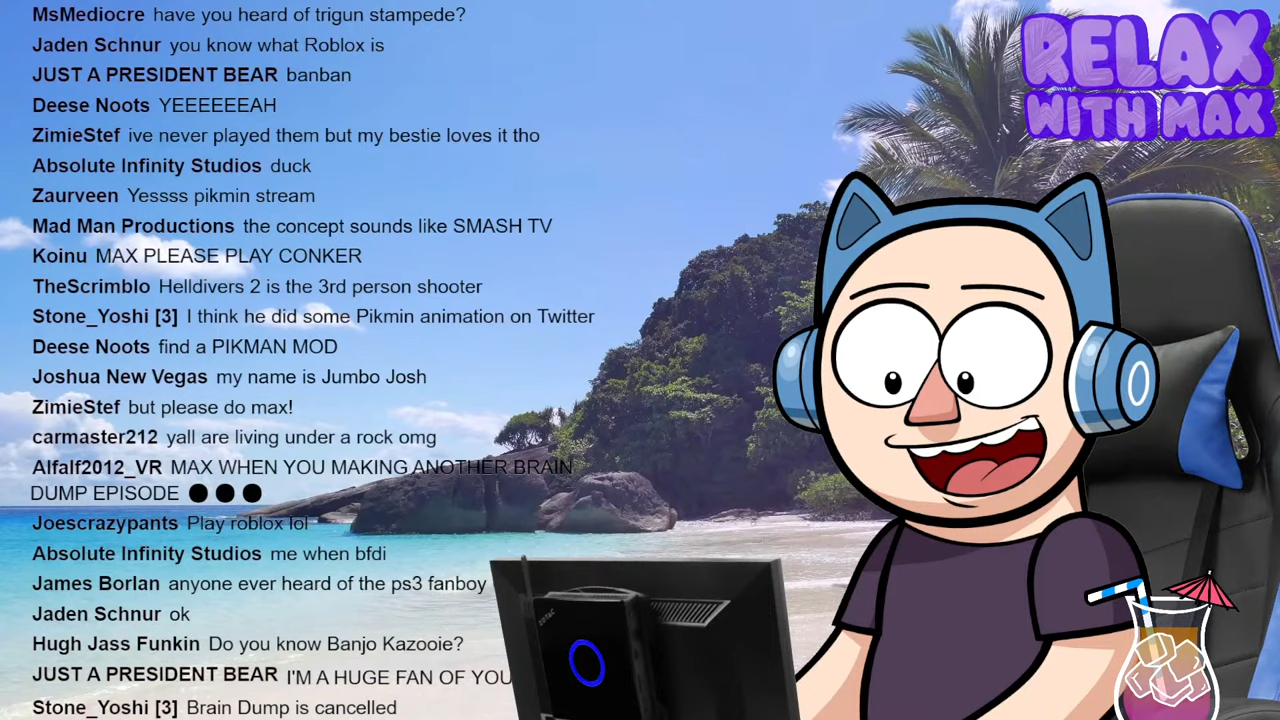 MsMediocre have you heard of trigun stampede?
Jaden Schnur you know what Roblox is
JUST A PRESIDENT BEAR banban
Deese Noots YEEEEEEAH
ZimieStef ive never played them but my bestie loves it tho
Absolute Infinity Studios duck
Zaurveen Yessss pikmin stream
Mad Man Productions the concept sounds like SMASH TV
Koinu MAX PLEASE PLAY CONKER
TheScrimblo Helldivers 2 is the 3rd person shooter
Stone_Yoshi [3] I think he did some Pikmin animation on Twitter
Deese Noots find a PIKMAN MOD
Joshua New Vegas my name is Jumbo Josh
ZimieStef but please do max!
carmaster212 yall are living under a rock omg
Alfalf2012_VR MAX WHEN YOU MAKING ANOTHER BRAIN
DUMP EPISODE
Joescrazypants Play roblox lol
Absolute Infinity Studios me when bfdi
James Borlan anyone ever heard of the ps3 fanboy
Jaden Schnur ok
Hugh Jass Funkin Do you know Banjo Kazooie?
JUST A PRESIDENT BEAR I'M A HUGE FAN OF YOU
Stone_Yoshi [3] Brain Dump is cancelled
RELAX
WITH MAX
ZOTAC